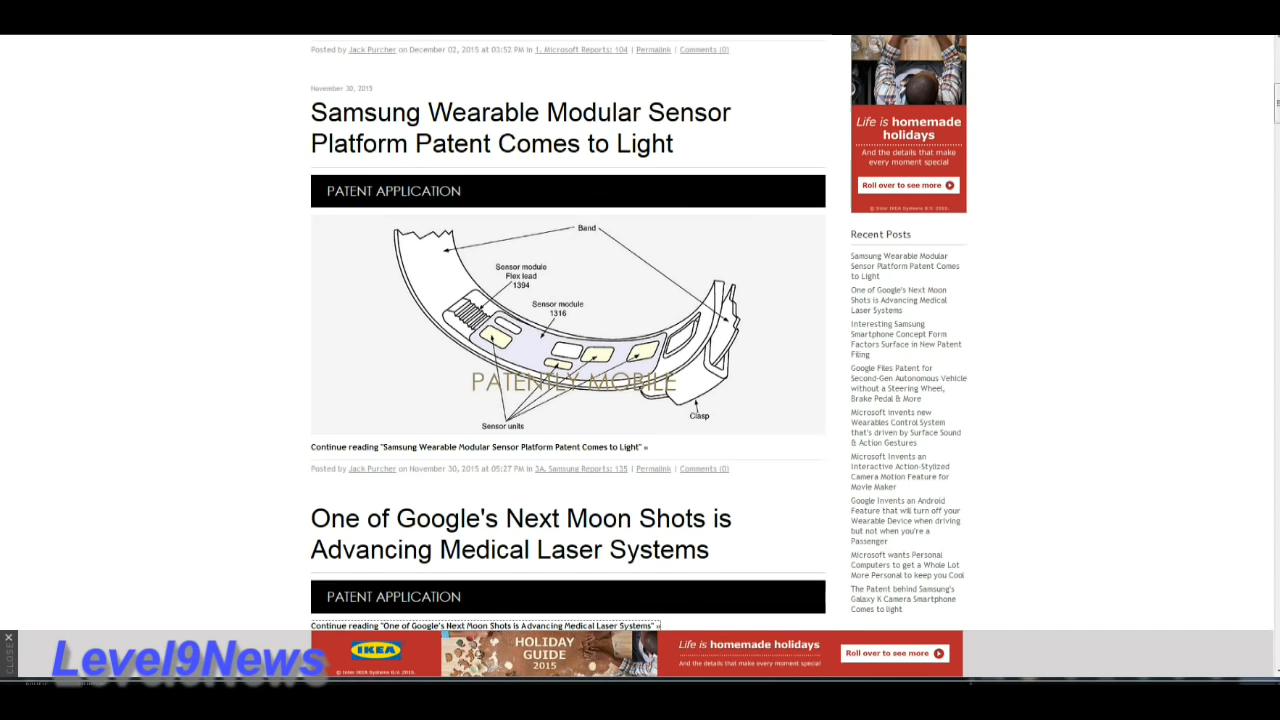 Posted by Jack Purcher on December 02, 2015 at 03:52 PM in 1. Microsoft Reports: 104 | Permalink | Comments (0)
November 30, 2015
Samsung Wearable Modular Sensor
Platform Patent Comes to Light
PATENT APPLICATION
Band
Sensor module
Flex lead
1394
Sensor module
1316
PATENTLY MOBILE
Clasp
Sensor units
Continue reading "Samsung Wearable Modular Sensor Platform Patent Comes to Light" »
Posted by Jack Purcher on November 30, 2015 at 05:27 PM in 3A. Samsung Reports: 135 | Permalink | Comments (0)
One of Google's Next Moon Shots is
Advancing Medical Laser Systems
PATENT APPLICATION
Continue reading "One of Google's Next Moon Shots is Advancing Medical Laser Systems" »
Life is homemade
holidays
And the details that make
every moment special
Roll over to see more
© Inter IKEA Systems B.V. 2015.
Recent Posts
Samsung Wearable Modular
Sensor Platform Patent Comes
to Light
One of Google's Next Moon
Shots is Advancing Medical
Laser Systems
Interesting Samsung
Smartphone Concept Form
Factors Surface in New Patent
Filing
Google Files Patent for
Second-Gen Autonomous Vehicle
without a Steering Wheel,
Brake Pedal & More
Microsoft invents new
Wearables Control System
that's driven by Surface Sound
& Action Gestures
Microsoft Invents an
Interactive Action-Stylized
Camera Motion Feature for
Movie Maker
Google Invents an Android
Feature that will turn off your
Wearable Device when driving
but not when you're a
Passenger
Microsoft wants Personal
Computers to get a Whole Lot
More Personal to keep you Cool
The Patent behind Samsung's
Galaxy K Camera Smartphone
Comes to light
CLOSE
Level9News
IKEA
© Inter IKEA Systems B.V. 2015.
HOLIDAY
GUIDE
2015
Life is homemade holidays
And the details that make every moment special
Roll over to see more